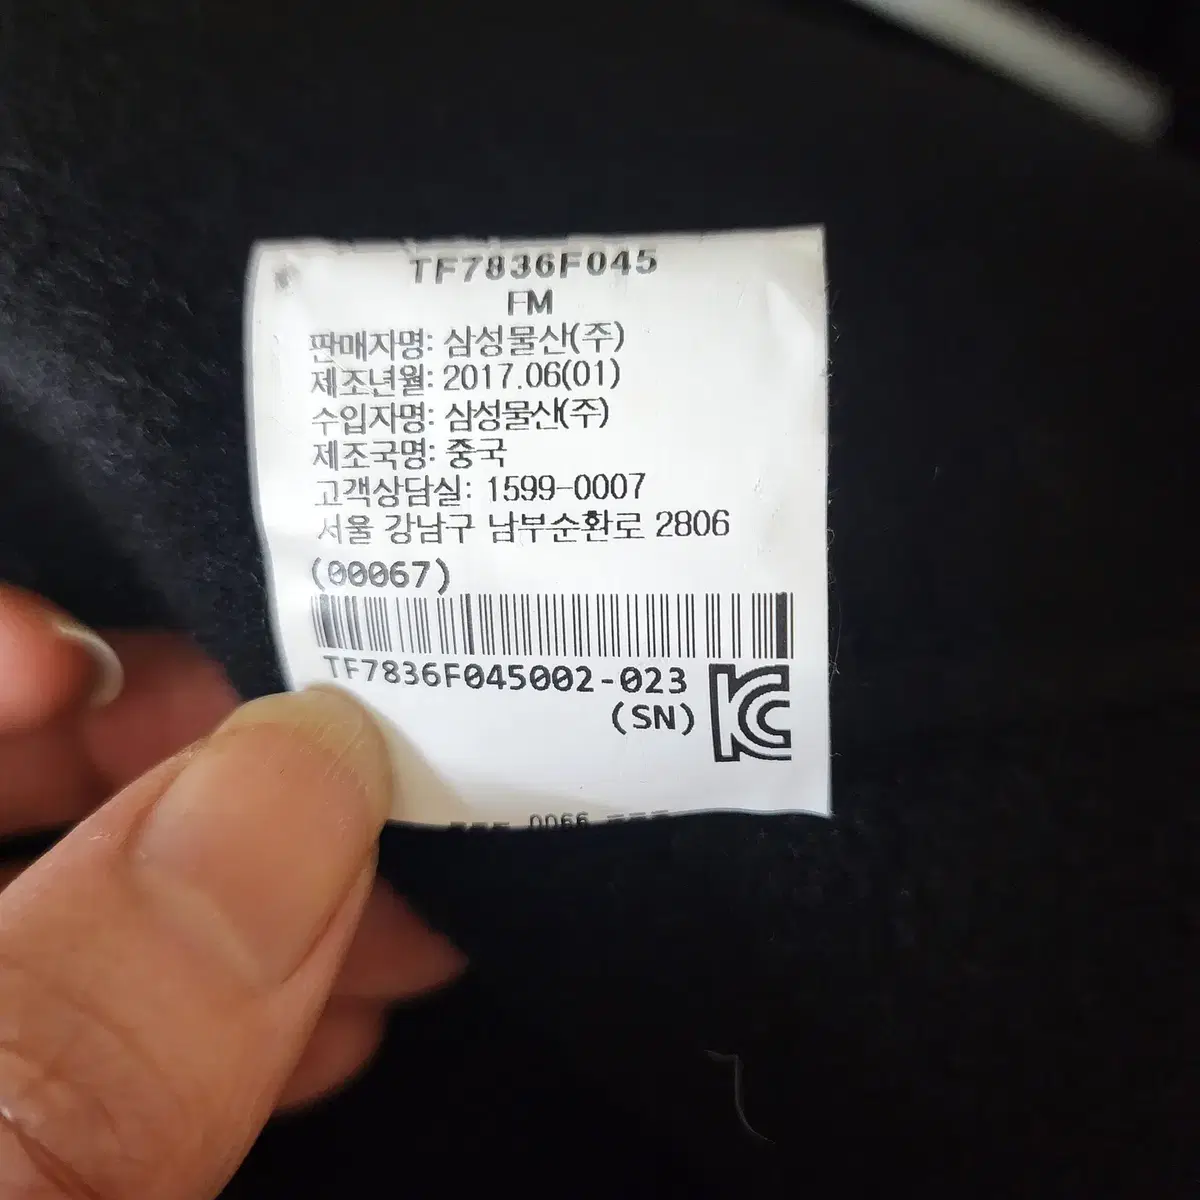 TF7836F045
FM
판매자명: 삼성물산(주)
제조년월: 2017.06(01)
수입자명: 삼성물산(주)
제조국명: 중국
고객상담실: 1599-0007
서울 강남구 남부순환로 2806
(00067)
TF7836F045002-023
(SN)
KC
--- 0066 ---